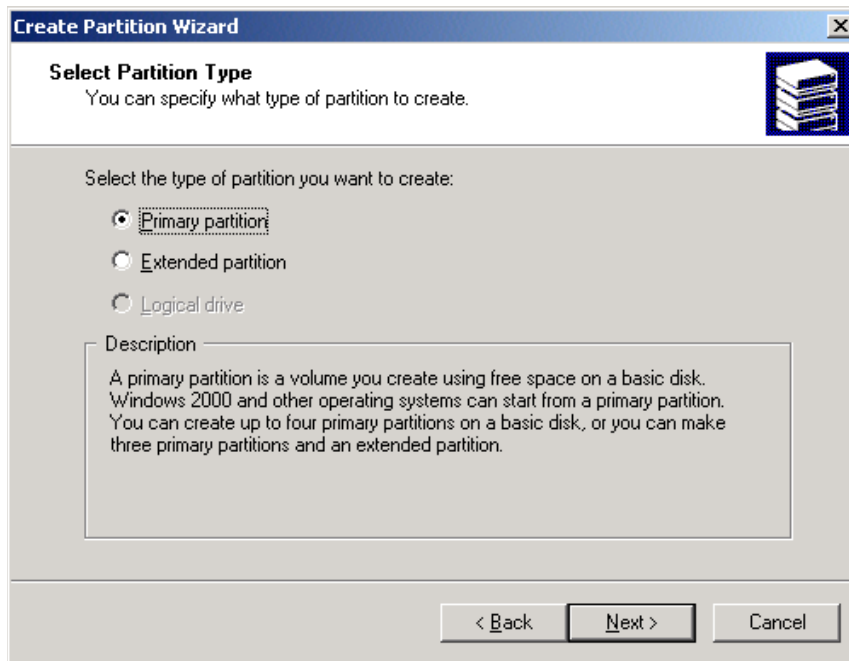 Create Partition Wizard
Select Partition Type
You can specify what type of partition to create.
Select the type of partition you want to create:
Primary partition
Extended partition
Logical drive
Description
A primary partition is a volume you create using free space on a basic disk.
Windows 2000 and other operating systems can start from a primary partition.
You can create up to four primary partitions on a basic disk, or you can make
three primary partitions and an extended partition.
< Back Next > Cancel